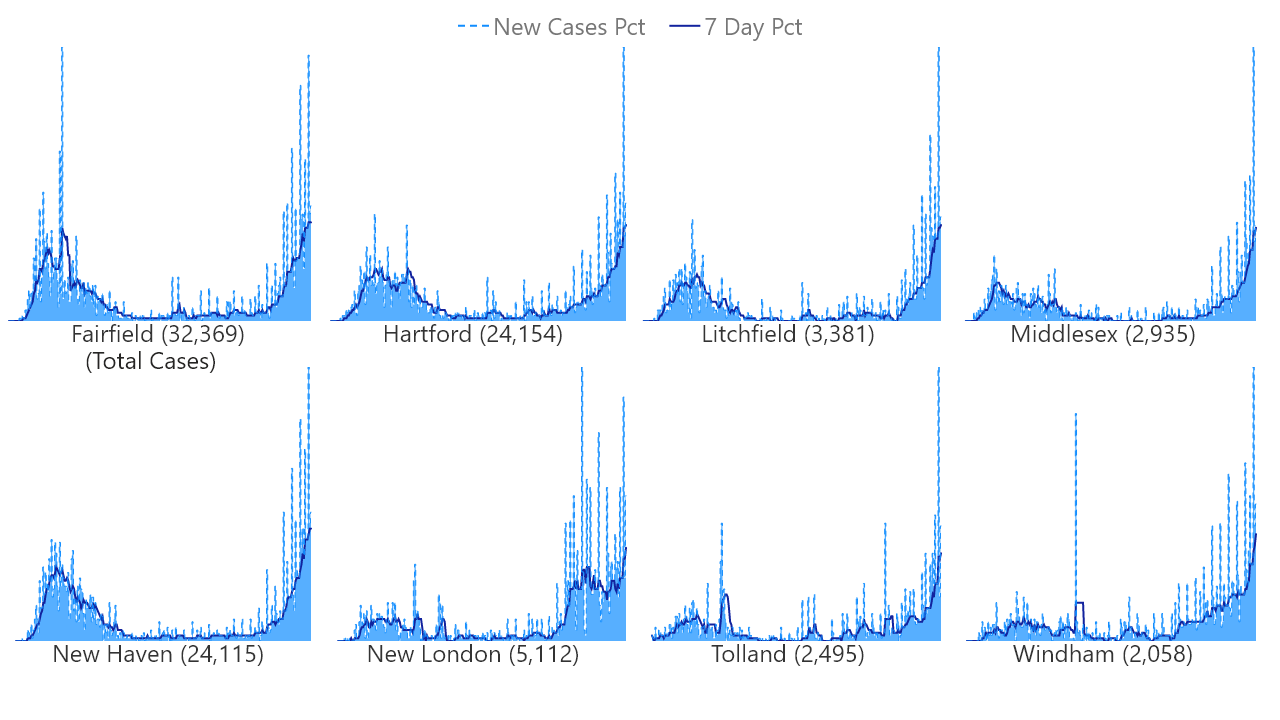 New Cases Pct 7 Day Pct
Fairfield (32,369)
(Total Cases)
Hartford (24,154)
Litchfield (3,381)
Middlesex (2,935)
New Haven (24,115)
New London (5,112)
Tolland (2,495)
Windham (2,058)